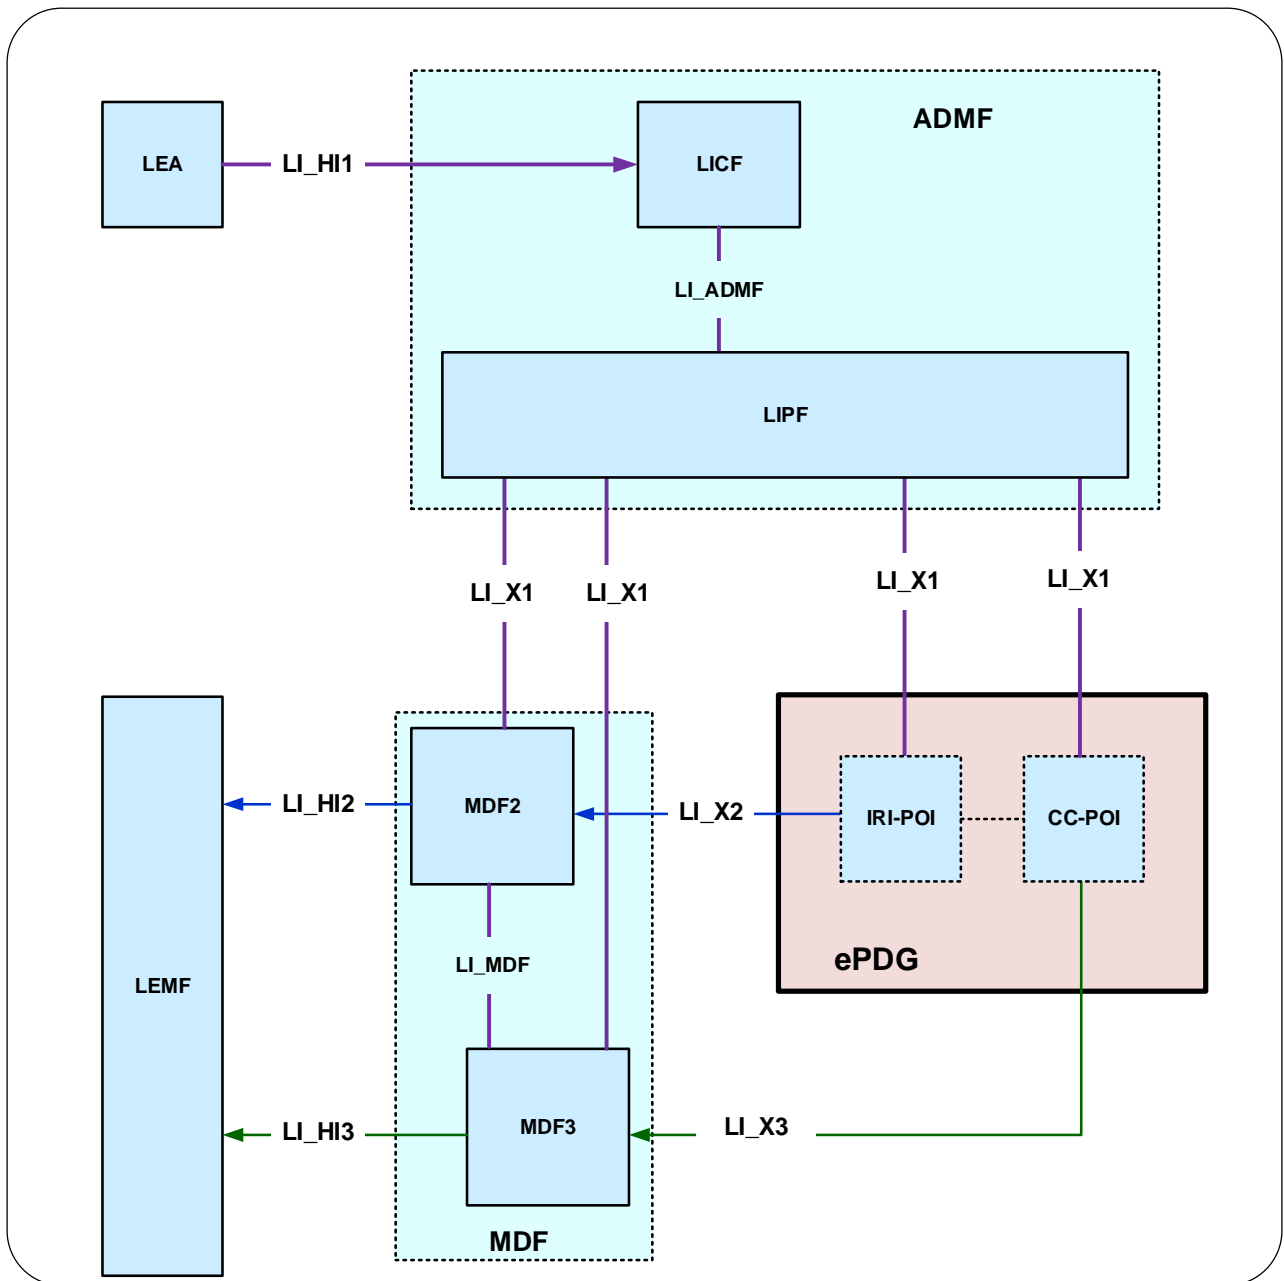 ADMF
LEA
LI_HI1
LICF
LI_ADMF
LIPF
LI_X1
LI_X1
LI_X1
LI_X1
LI_HI2
MDF2
LI_X2
IRI-POI
CC-POI
LI_MDF
ePDG
LEMF
LI_HI3
MDF3
LI_X3
MDF